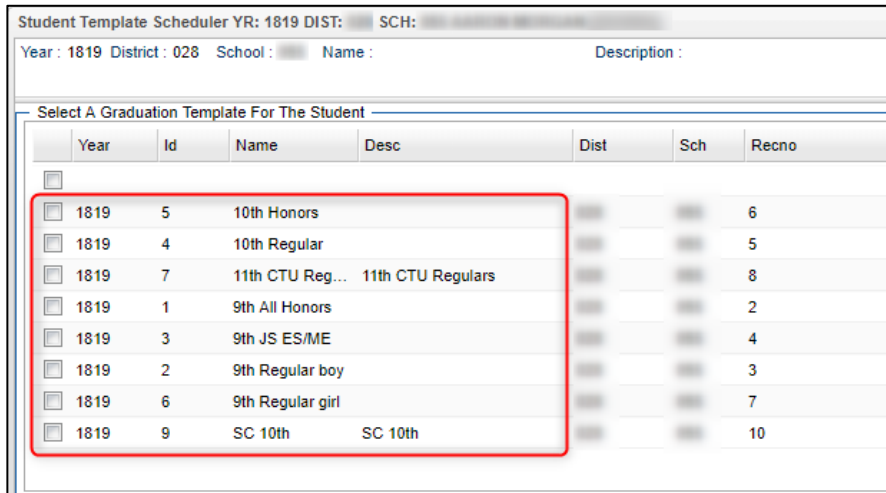 Student Template Scheduler YR: 1819 DIST: SCH:
Year : 1819 District : 028 School : Name : Description :
Select A Graduation Template For The Student
Year Id Name Desc Dist Sch Recno
1819 5 10th Honors 6
1819 4 10th Regular 5
1819 7 11th CTU Reg... 11th CTU Regulars 8
1819 1 9th All Honors 2
1819 3 9th JS ES/ME 4
1819 2 9th Regular boy 3
1819 6 9th Regular girl 7
1819 9 SC 10th SC 10th 10